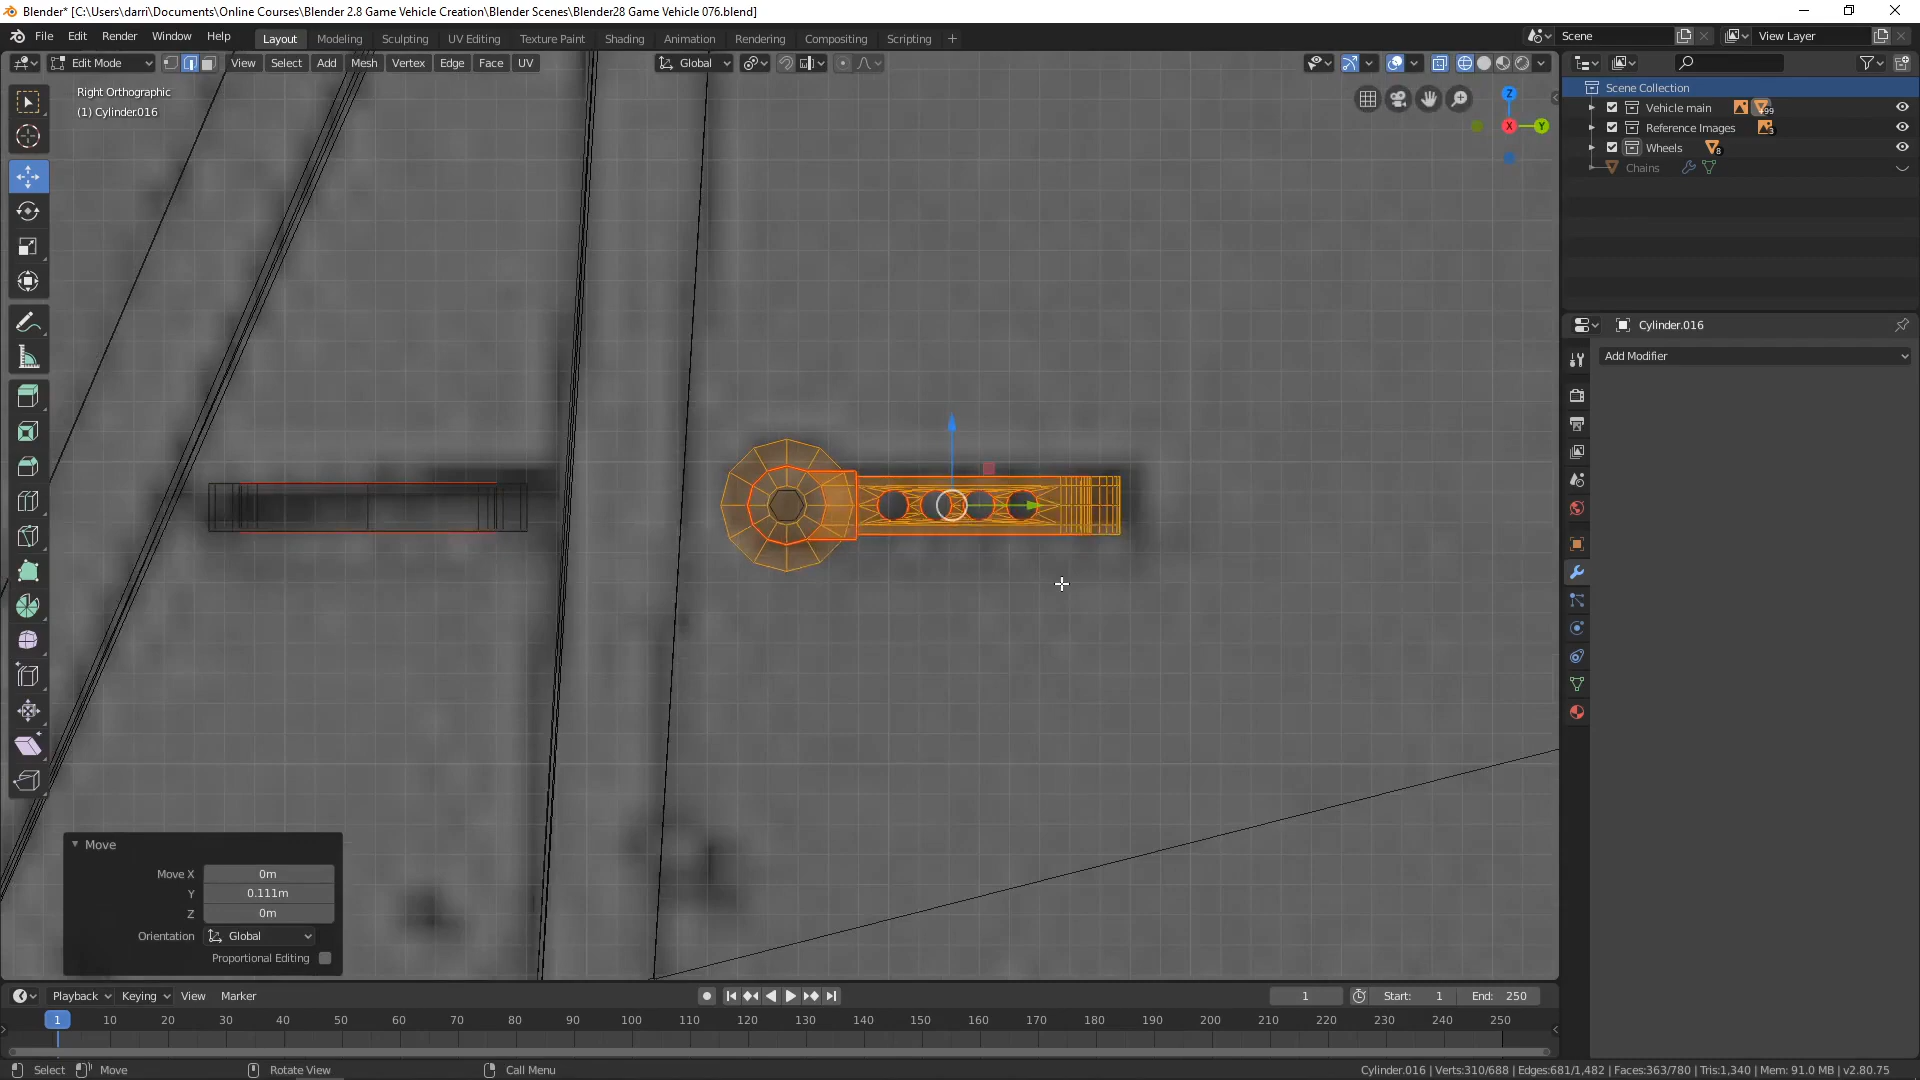 Blender* [C:\Users\darri\Documents\Online Courses\Blender 2.8 Game Vehicle Creation\Blender Scenes\Blender28 Game Vehicle 076.blend]
File Edit Render Window Help
Layout Modeling Sculpting UV Editing Texture Paint Shading Animation Rendering Compositing Scripting +
Scene
View Layer
Edit Mode
View Select Add Mesh Vertex Edge Face UV
Global
Right Orthographic
(1) Cylinder.016
Z
X
Y
Scene Collection
Vehicle main
Reference Images
3
Wheels
8
Chains
Cylinder.016
Add Modifier
Move
Move X 0m
Y 0.111m
Z 0m
Orientation Global
Proportional Editing
Playback Keying View Marker
1
Start: 1
End: 250
1 10 20 30 40 50 60 70 80 90 100 110 120 130 140 150 160 170 180 190 200 210 220 230 240 250
Select Move Rotate View Call Menu
Cylinder.016 | Verts:310/688 | Edges:681/1,482 | Faces:363/780 | Tris:1,340 | Mem: 91.0 MB | v2.80.75